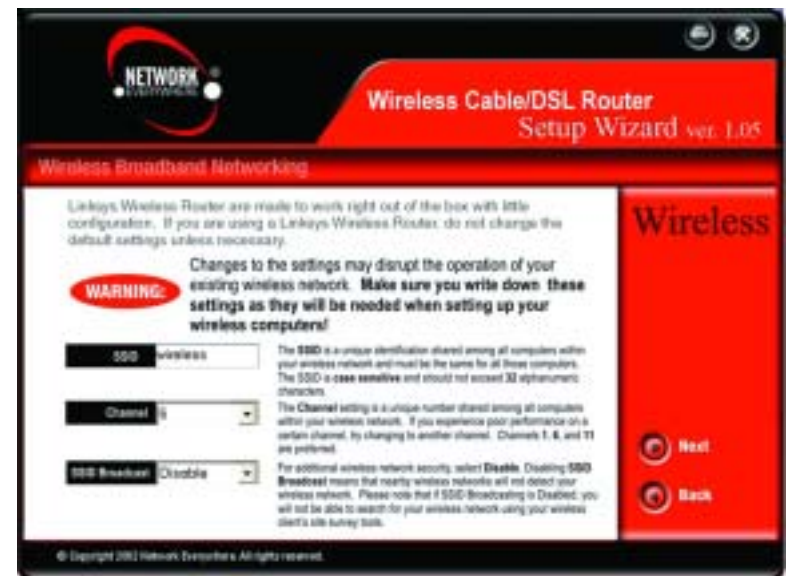 NETWORK
EVERYWHERE
Wireless Cable/DSL Router
Setup Wizard ver. 1.05
Wireless Broadband Networking
Wireless
Linksys Wireless Router are made to work right out of the box with little
configuration. If you are using a Linksys Wireless Router, do not change the
default settings unless necessary.
WARNING:
Changes to the settings may disrupt the operation of your
existing wireless network. Make sure you write down these
settings as they will be needed when setting up your
wireless computers!
SSID wireless
The SSID is a unique identification shared among all computers within
your wireless network and must be the same for all those computers.
The SSID is case sensitive and should not exceed 32 alphanumeric
characters.
Channel 6
The Channel setting is a unique number shared among all computers
within your wireless network. If you experience poor performance on a
certain channel, try changing to another channel. Channels 1, 6, and 11
are preferred.
SSID Broadcast Disable
For additional wireless network security, select Disable. Disabling SSID
Broadcast means that nearby wireless networks will not detect your
wireless network. Please note that if SSID Broadcasting is Disabled, you
will not be able to search for your wireless network using your wireless
client's site survey tools.
Next
Back
© Copyright 2002 Network Everywhere. All rights reserved.